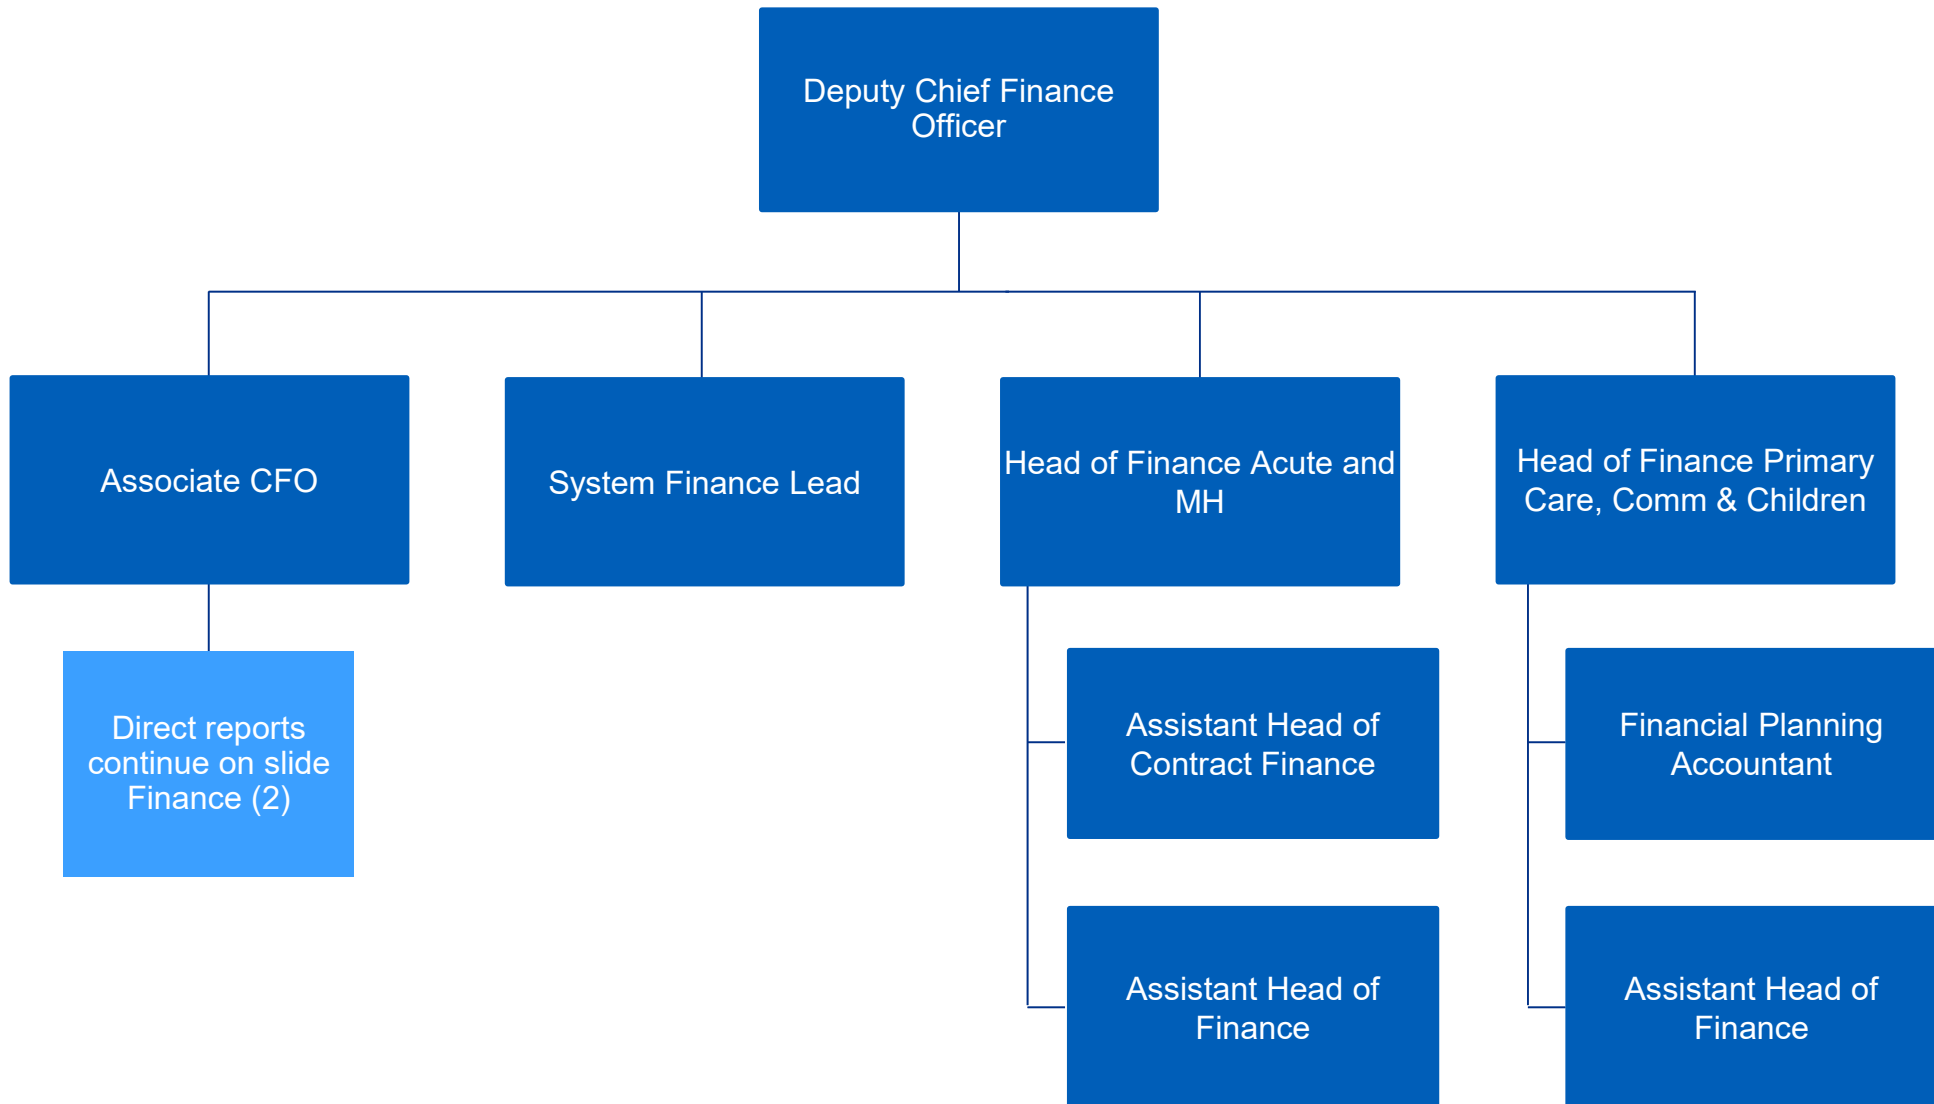 Deputy Chief Finance
Officer
Associate CFO
System Finance Lead
Head of Finance Acute and
MH
Head of Finance Primary
Care, Comm & Children
Direct reports
continue on slide
Finance (2)
Assistant Head of
Contract Finance
Financial Planning
Accountant
Assistant Head of
Finance
Assistant Head of
Finance